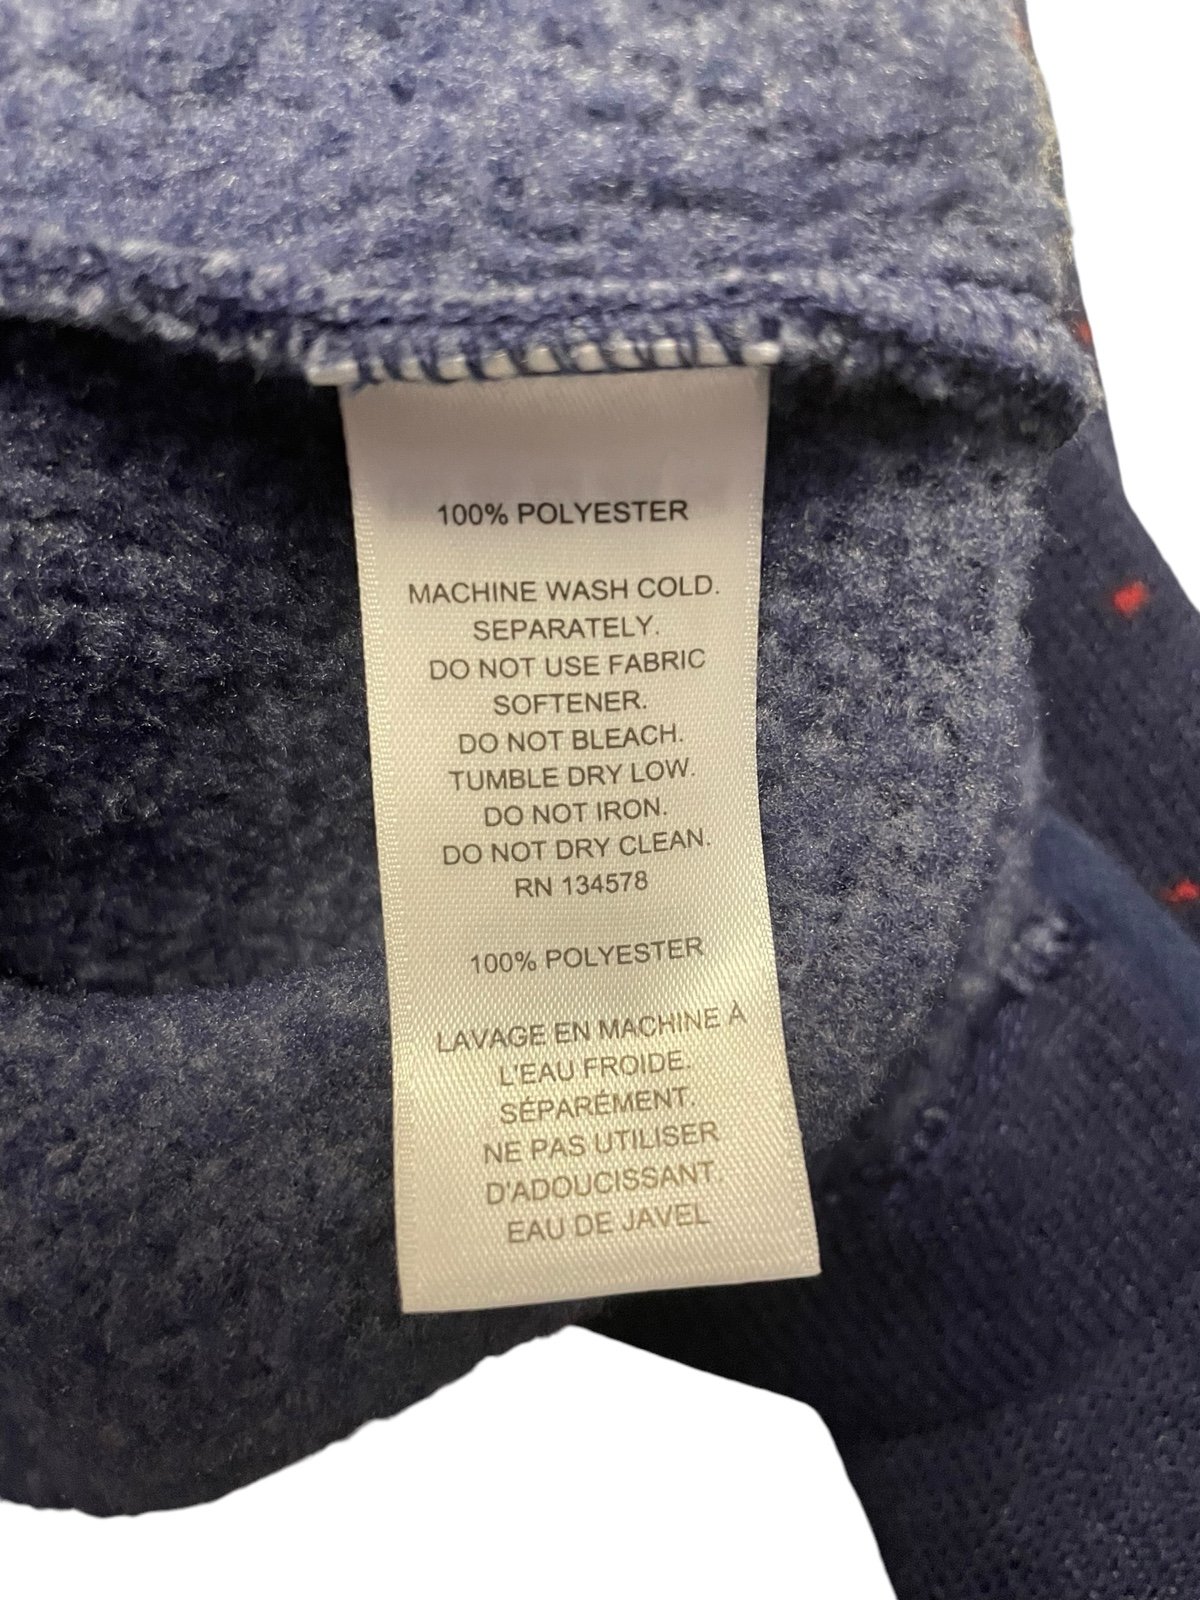 100% POLYESTER
MACHINE WASH COLD.
SEPARATELY.
DO NOT USE FABRIC
SOFTENER.
DO NOT BLEACH.
TUMBLE DRY LOW.
DO NOT IRON.
DO NOT DRY CLEAN.
RN 134578
100% POLYESTER
LAVAGE EN MACHINE À
L'EAU FROIDE.
SÉPARÉMENT.
NE PAS UTILISER
D'ADOUCISSANT.
EAU DE JAVEL